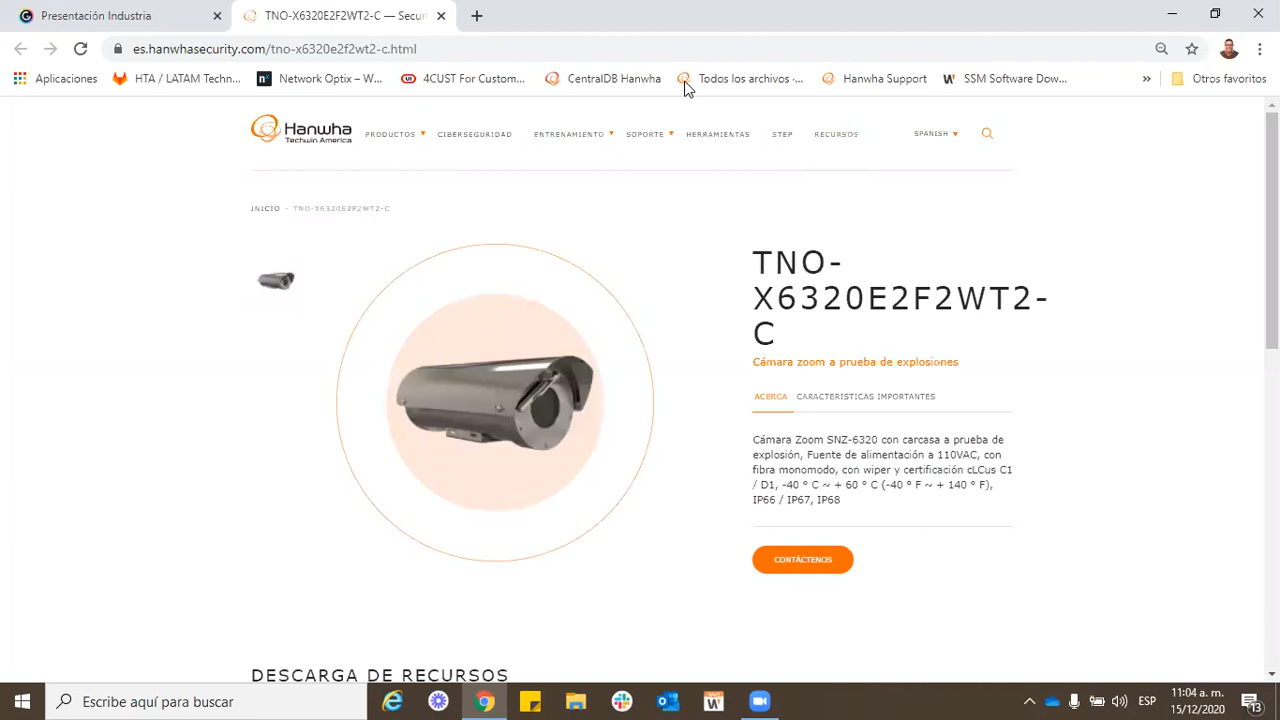 Presentación Industria
TNO-X6320E2F2WT2-C — Secur
es.hanwhasecurity.com/tno-x6320e2f2wt2-c.html
Aplicaciones
HTA / LATAM Techn...
Network Optix – W...
4CUST For Custom...
CentralDB Hanwha
Todos los archivos -...
Hanwha Support
SSM Software Dow...
»
Otros favoritos
Hanwha
Techwin America
PRODUCTOS
CIBERSEGURIDAD
ENTRENAMIENTO
SOPORTE
HERRAMIENTAS
STEP
RECURSOS
SPANISH
INICIO - TNO-X6320E2F2WT2-C
TNO-
X6320E2F2WT2-
C
Cámara zoom a prueba de explosiones
ACERCA
CARACTERISTICAS IMPORTANTES
Cámara Zoom SNZ-6320 con carcasa a prueba de
explosión, Fuente de alimentación a 110VAC, con
fibra monomodo, con wiper y certificación cLCus C1
/ D1, -40 ° C ~ + 60 ° C (-40 ° F ~ + 140 ° F),
IP66 / IP67, IP68
CONTÁCTENOS
DESCARGA DE RECURSOS
Escribe aquí para buscar
ESP
11:04 a. m.
15/12/2020
13